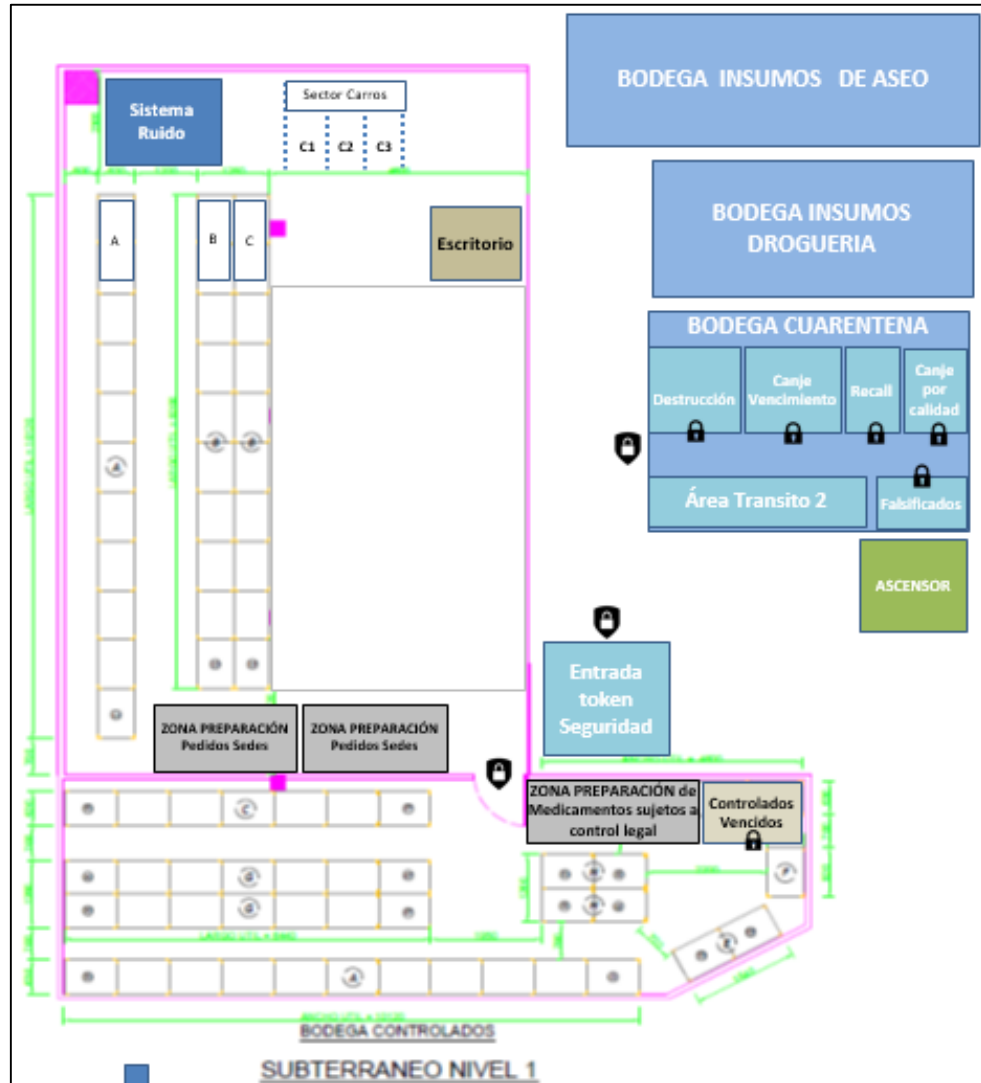 BODEGA INSUMOS DE ASEO
Sistema
Ruido
Sector Carros
C1 C2 C3
BODEGA INSUMOS
DROGUERIA
A
B
C
Escritorio
BODEGA CUARENTENA
Destrucción
Canje
Vencimiento
Recall
Canje
por
calidad
Área Transito 2
Falsificados
ASCENSOR
Entrada
token
Seguridad
ZONA PREPARACIÓN
Pedidos Sedes
ZONA PREPARACIÓN
Pedidos Sedes
ZONA PREPARACIÓN de
Medicamentos sujetos a
control legal
Controlados
Vencidos
BODEGA CONTROLADOS
SUBTERRANEO NIVEL 1